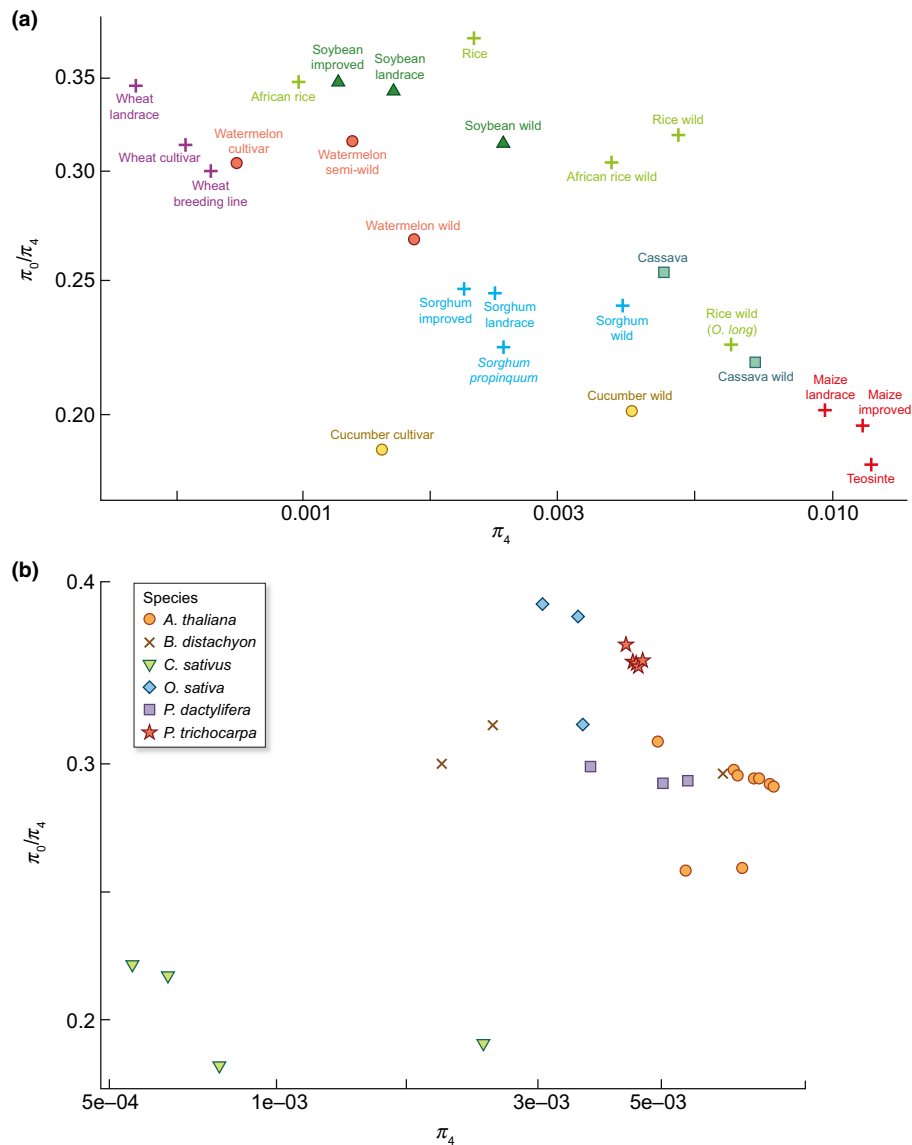 (a)
0.35
0.30
0.25
0.20
π0/π4
Wheat
landrace
Wheat cultivar
Wheat
breeding line
African rice
Watermelon
cultivar
Soybean
improved
Soybean
landrace
Rice
Watermelon
semi-wild
Soybean wild
Rice wild
African rice wild
Watermelon wild
Cassava
Sorghum
improved
Sorghum
landrace
Sorghum
propinquum
Sorghum
wild
Rice wild
(O. long)
Cassava wild
Cucumber wild
Cucumber cultivar
Maize
landrace
Maize
improved
Teosinte
0.001
0.003
0.010
π4
(b)
0.4
0.3
0.2
π0/π4
Species
A. thaliana
B. distachyon
C. sativus
O. sativa
P. dactylifera
P. trichocarpa
5e–04
1e–03
3e–03
5e–03
π4